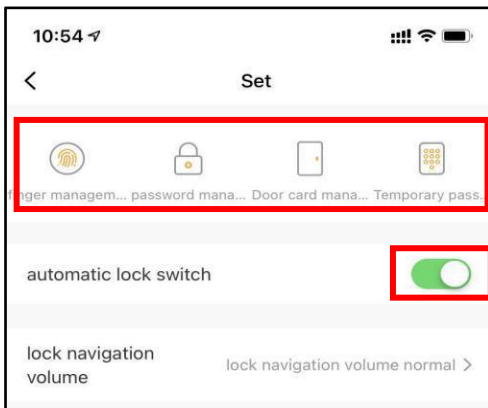 10:54
Set
finger managem... password mana... Door card mana... Temporary pass...
automatic lock switch
lock navigation
volume
lock navigation volume normal >